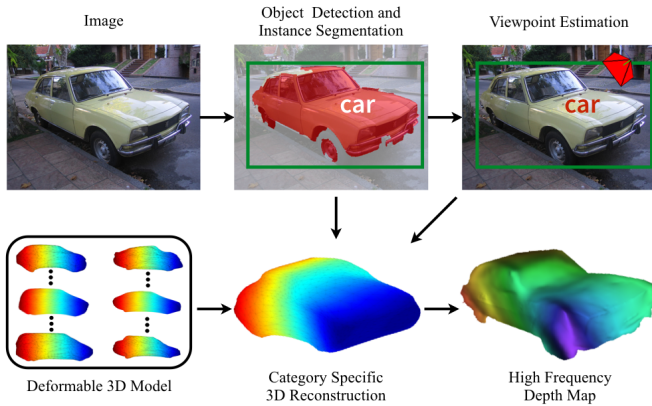 Image
Object Detection and
Instance Segmentation
Viewpoint Estimation
car
car
Deformable 3D Model
Category Specific
3D Reconstruction
High Frequency
Depth Map